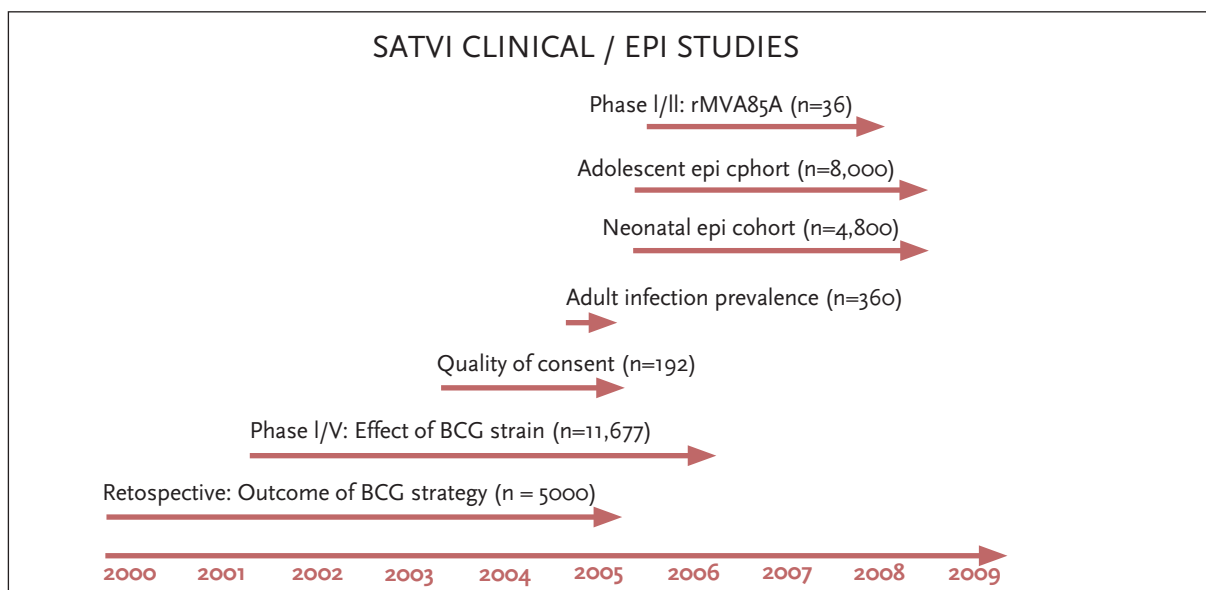 SATVI CLINICAL / EPI STUDIES
Phase l/ll: rMVA85A (n=36)
Adolescent epi cphort (n=8,000)
Neonatal epi cohort (n=4,800)
Adult infection prevalence (n=360)
Quality of consent (n=192)
Phase l/V: Effect of BCG strain (n=11,677)
Retospective: Outcome of BCG strategy (n = 5000)
2000 2001 2002 2003 2004 2005 2006 2007 2008 2009